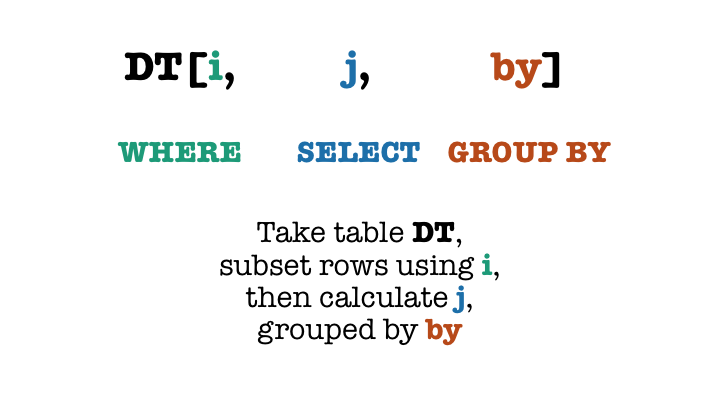 DT[i, j, by]
WHERE SELECT GROUP BY
Take table DT,
subset rows using i,
then calculate j,
grouped by by